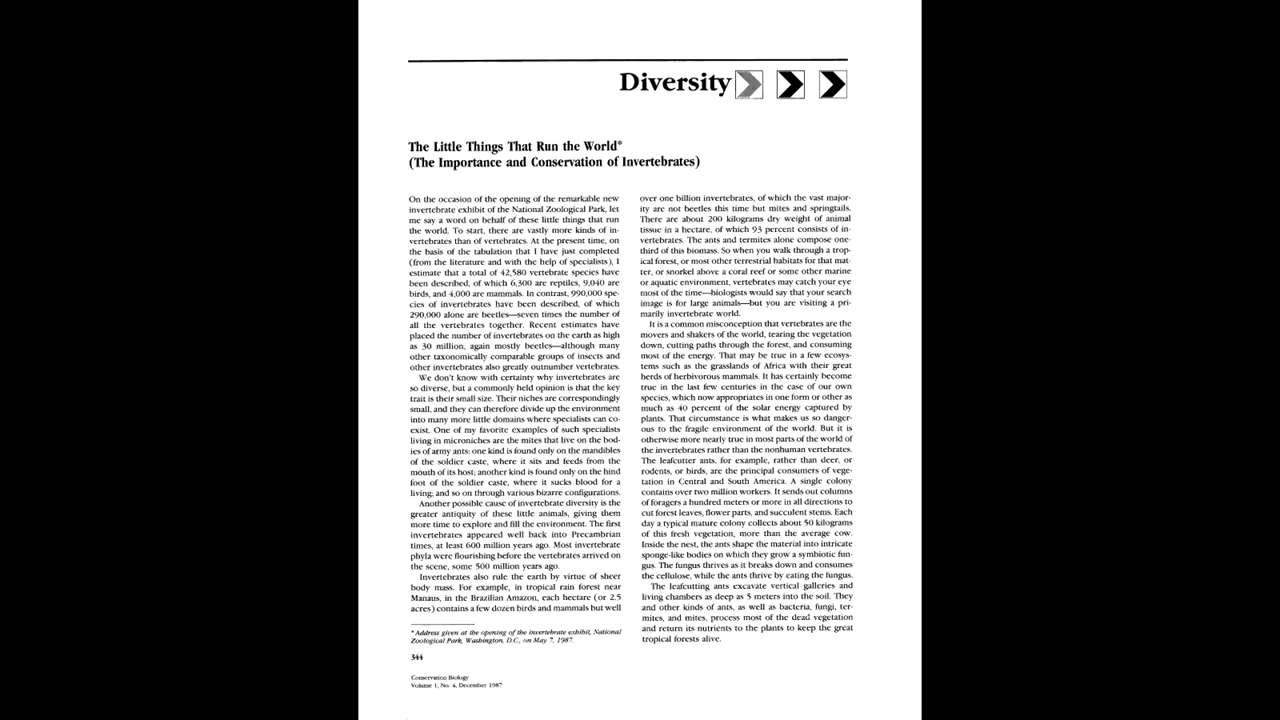 Diversity
The Little Things That Run the World*
(The Importance and Conservation of Invertebrates)
On the occasion of the opening of the remarkable new
invertebrate exhibit of the National Zoological Park, let
me say a word on behalf of these little things that run
the world. To start, there are vastly more kinds of in-
vertebrates than of vertebrates. At the present time, on
the basis of the tabulation that I have just completed
(from the literature and with the help of specialists), I
estimate that a total of 42,580 vertebrate species have
been described, of which 6,300 are reptiles, 9,040 are
birds, and 4,000 are mammals. In contrast, 990,000 spe-
cies of invertebrates have been described, of which
290,000 alone are beetles—seven times the number of
all the vertebrates together. Recent estimates have
placed the number of invertebrates on the earth as high
as 30 million, again mostly beetles—although many
other taxonomically comparable groups of insects and
other invertebrates also greatly outnumber vertebrates.
We don't know with certainty why invertebrates are
so diverse, but a commonly held opinion is that the key
trait is their small size. Their niches are correspondingly
small, and they can therefore divide up the environment
into many more little domains where specialists can co-
exist. One of my favorite examples of such specialists
living in microniches are the mites that live on the bod-
ies of army ants: one kind is found only on the mandibles
of the soldier caste, where it sits and feeds from the
mouth of its host; another kind is found only on the hind
foot of the soldier caste, where it sucks blood for a
living; and so on through various bizarre configurations.
Another possible cause of invertebrate diversity is the
greater antiquity of these little animals, giving them
more time to explore and fill the environment. The first
invertebrates appeared well back into Precambrian
times, at least 600 million years ago. Most invertebrate
phyla were flourishing before the vertebrates arrived on
the scene, some 500 million years ago.
Invertebrates also rule the earth by virtue of sheer
body mass. For example, in tropical rain forest near
Manaus, in the Brazilian Amazon, each hectare (or 2.5
acres) contains a few dozen birds and mammals but well
*Address given at the opening of the invertebrate exhibit, National
Zoological Park, Washington, D.C., on May 7, 1987.
344
Conservation Biology
Volume 1, No. 4, December 1987
over one billion invertebrates, of which the vast major-
ity are not beetles this time but mites and springtails.
There are about 200 kilograms dry weight of animal
tissue in a hectare, of which 93 percent consists of in-
vertebrates. The ants and termites alone compose one-
third of this biomass. So when you walk through a trop-
ical forest, or most other terrestrial habitats for that mat-
ter, or snorkel above a coral reef or some other marine
or aquatic environment, vertebrates may catch your eye
most of the time—biologists would say that your search
image is for large animals—but you are visiting a pri-
marily invertebrate world.
It is a common misconception that vertebrates are the
movers and shakers of the world, tearing the vegetation
down, cutting paths through the forest, and consuming
most of the energy. That may be true in a few ecosys-
tems such as the grasslands of Africa with their great
herds of herbivorous mammals. It has certainly become
true in the last few centuries in the case of our own
species, which now appropriates in one form or other as
much as 40 percent of the solar energy captured by
plants. That circumstance is what makes us so danger-
ous to the fragile environment of the world. But it is
otherwise more nearly true in most parts of the world of
the invertebrates rather than the nonhuman vertebrates.
The leafcutter ants, for example, rather than deer, or
rodents, or birds, are the principal consumers of vege-
tation in Central and South America. A single colony
contains over two million workers. It sends out columns
of foragers a hundred meters or more in all directions to
cut forest leaves, flower parts, and succulent stems. Each
day a typical mature colony collects about 50 kilograms
of this fresh vegetation, more than the average cow.
Inside the nest, the ants shape the material into intricate
sponge-like bodies on which they grow a symbiotic fun-
gus. The fungus thrives as it breaks down and consumes
the cellulose, while the ants thrive by eating the fungus.
The leafcutting ants excavate vertical galleries and
living chambers as deep as 5 meters into the soil. They
and other kinds of ants, as well as bacteria, fungi, ter-
mites, and mites, process most of the dead vegetation
and return its nutrients to the plants to keep the great
tropical forests alive.